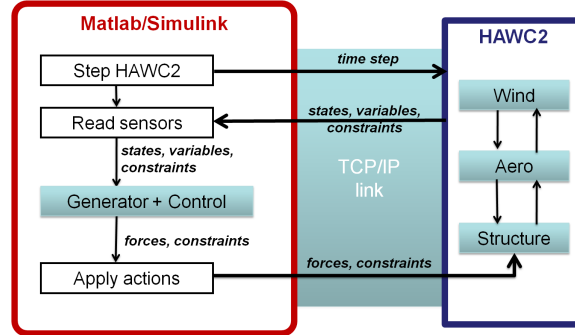 Matlab/Simulink
HAWC2
Step HAWC2
time step
Wind
Read sensors
states, variables,
constraints
states, variables,
constraints
TCP/IP
link
Aero
Generator + Control
forces, constraints
Structure
Apply actions
forces, constraints